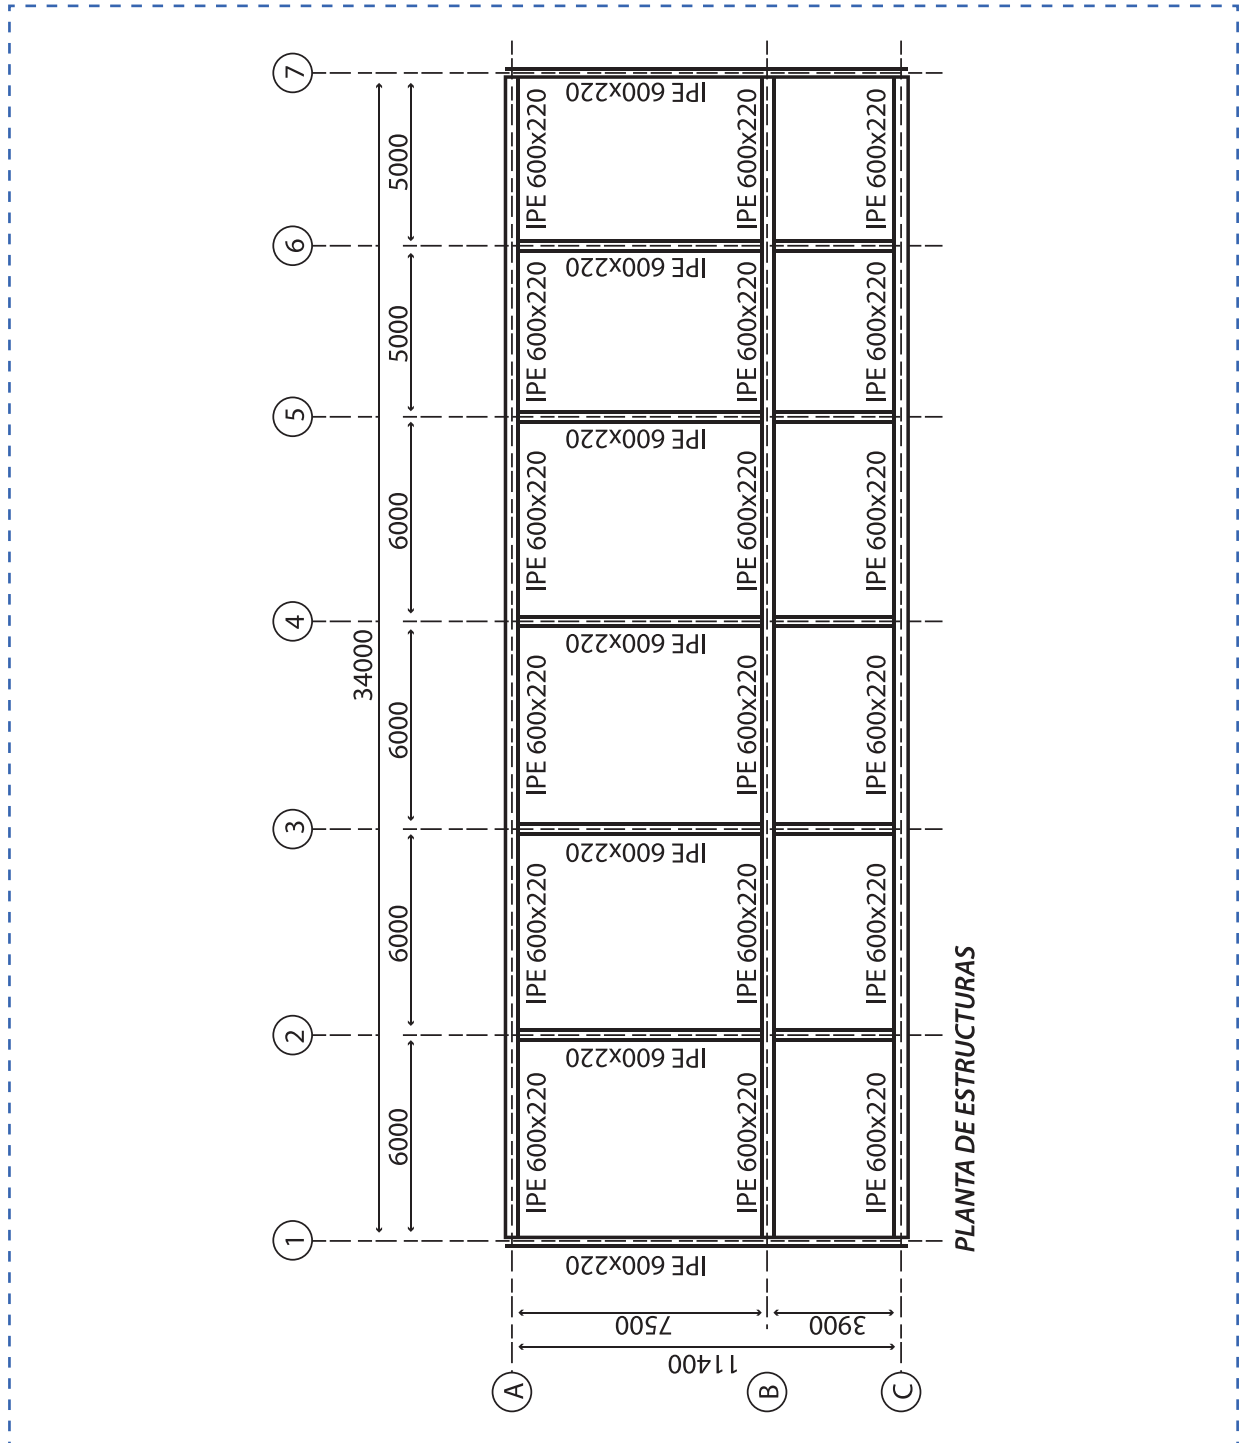 1 2 3 4 5 6 7
34000
6000 6000 6000 6000 5000 5000
A
IPE 600x220 IPE 600x220 IPE 600x220 IPE 600x220 IPE 600x220 IPE 600x220
11400
7500
IPE 600x220 IPE 600x220 IPE 600x220 IPE 600x220 IPE 600x220 IPE 600x220 IPE 600x220
IPE 600x220 IPE 600x220 IPE 600x220 IPE 600x220 IPE 600x220 IPE 600x220
B
3900
IPE 600x220 IPE 600x220 IPE 600x220 IPE 600x220 IPE 600x220 IPE 600x220
C
PLANTA DE ESTRUCTURAS